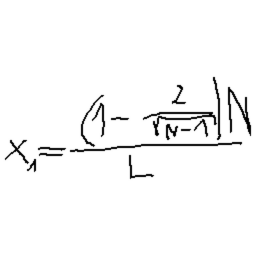 x₁ = (1 - 2/√(N-1)) N / L